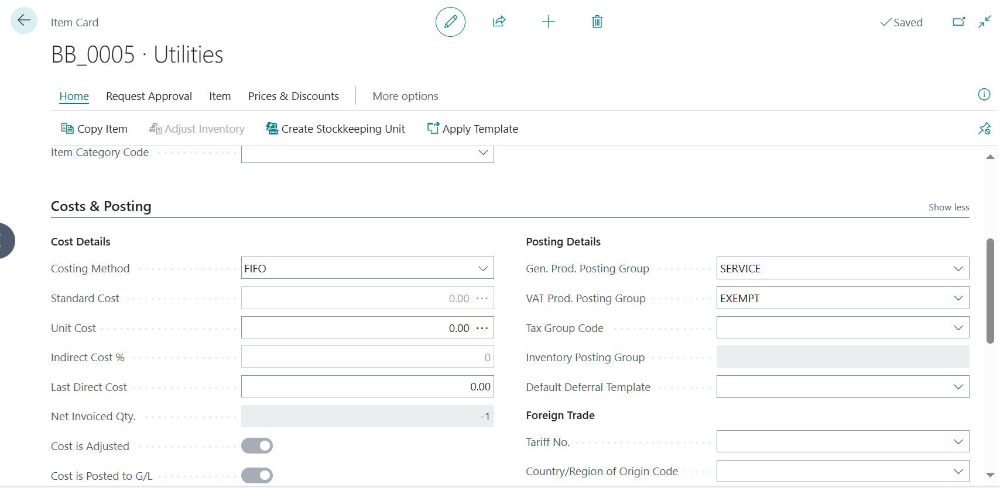 Item Card
Saved
BB_0005 · Utilities
Home
Request Approval
Item
Prices & Discounts
More options
Copy Item
Adjust Inventory
Create Stockkeeping Unit
Apply Template
Item Category Code
Costs & Posting
Show less
Cost Details
Costing Method
FIFO
Standard Cost
0.00
Unit Cost
0.00
Indirect Cost %
0
Last Direct Cost
0.00
Net Invoiced Qty.
-1
Cost is Adjusted
Cost is Posted to G/L
Posting Details
Gen. Prod. Posting Group
SERVICE
VAT Prod. Posting Group
EXEMPT
Tax Group Code
Inventory Posting Group
Default Deferral Template
Foreign Trade
Tariff No.
Country/Region of Origin Code